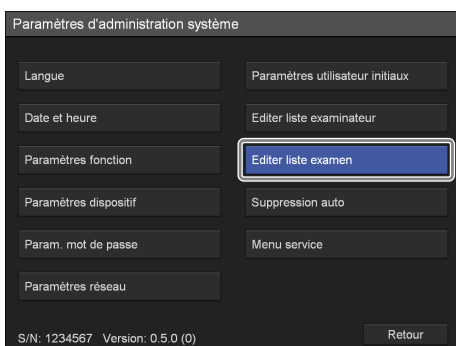 Paramètres d'administration système
Langue
Paramètres utilisateur initiaux
Date et heure
Editer liste examinateur
Paramètres fonction
Editer liste examen
Paramètres dispositif
Suppression auto
Param. mot de passe
Menu service
Paramètres réseau
S/N: 1234567 Version: 0.5.0 (0)
Retour